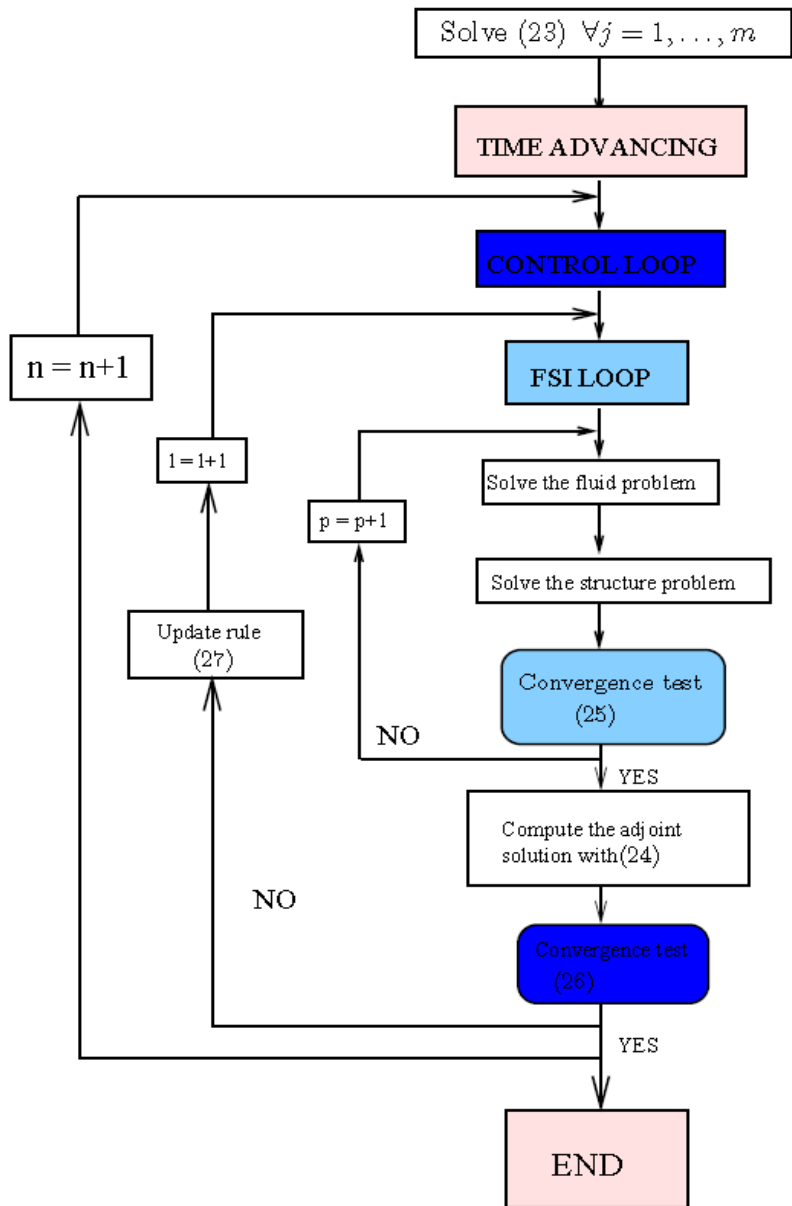 Solve (23) ∀j = 1, . . . , m
TIME ADVANCING
CONTROL LOOP
n = n+1
FSI LOOP
l = l+1
Solve the fluid problem
p = p+1
Solve the structure problem
Update rule
(27)
Convergence test
(25)
NO
YES
Compute the adjoint
solution with(24)
NO
Convergence test
(26)
YES
END